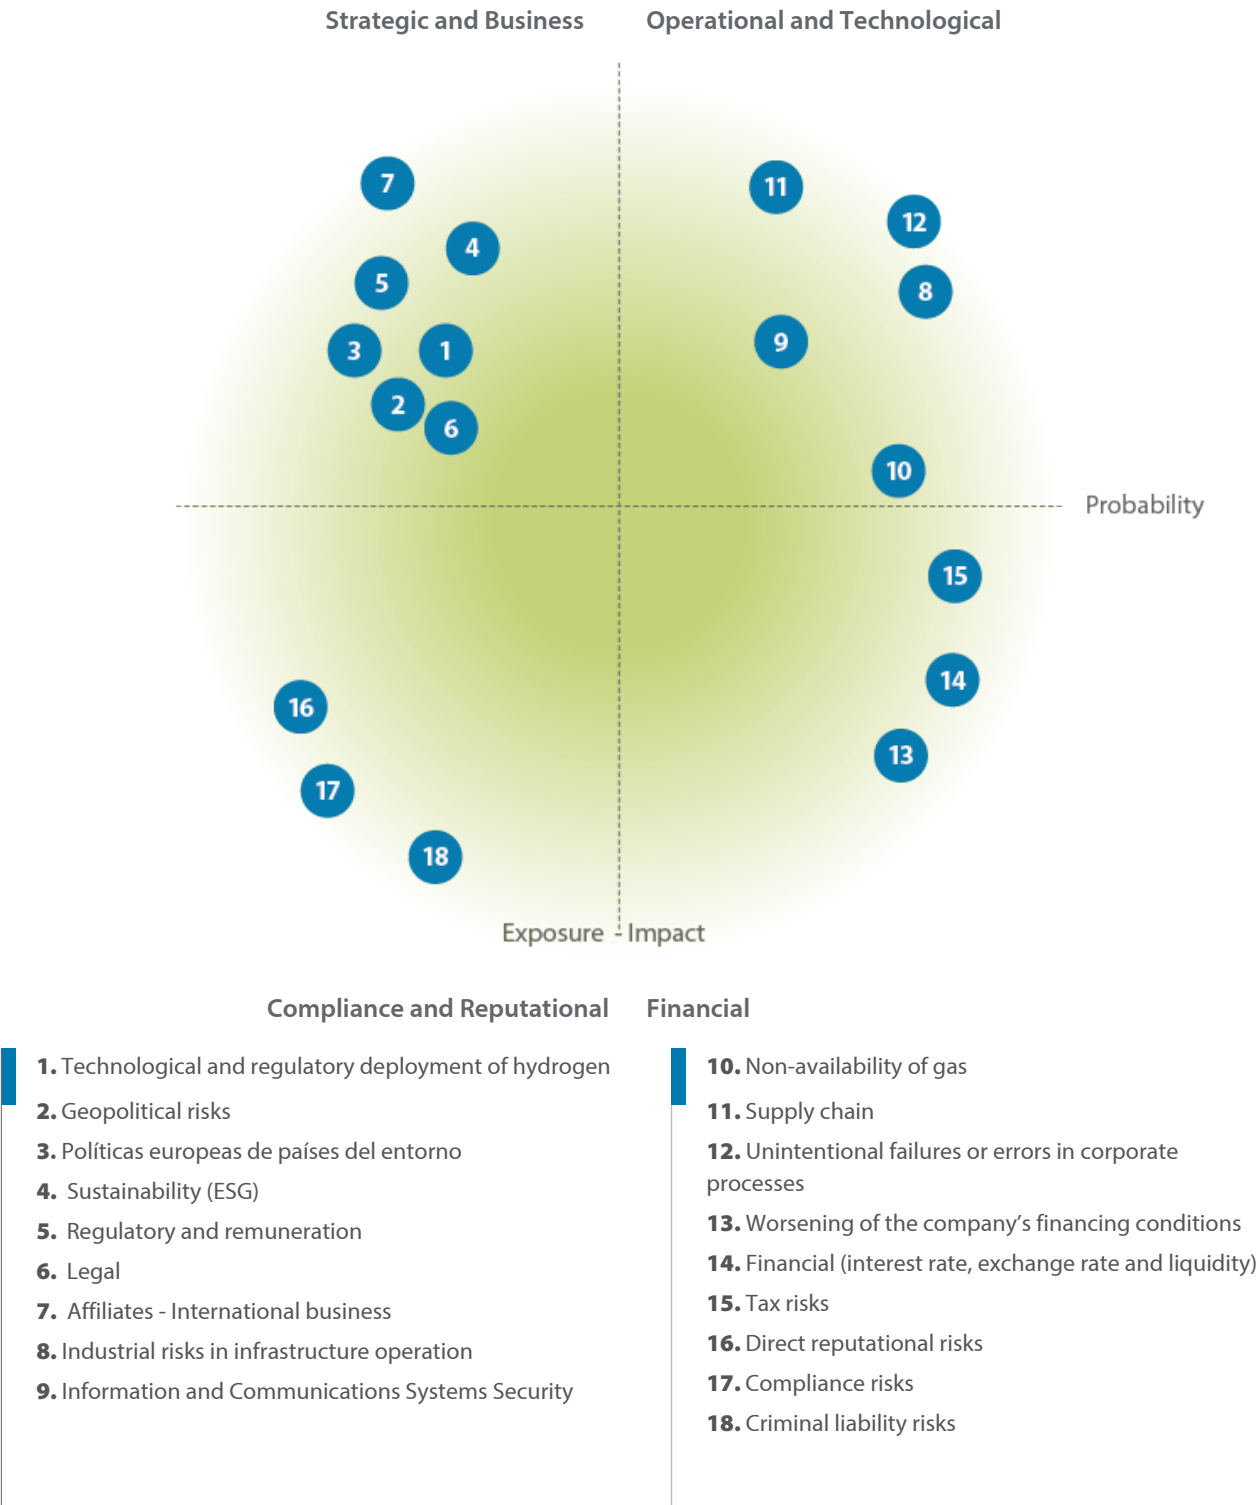 Strategic and Business
Operational and Technological
7
11
12
4
5
8
9
3
1
2
6
10
Probability
15
14
16
13
17
18
Exposure - Impact
Compliance and Reputational
Financial
1. Technological and regulatory deployment of hydrogen
2. Geopolitical risks
3. Políticas europeas de países del entorno
4. Sustainability (ESG)
5. Regulatory and remuneration
6. Legal
7. Affiliates - International business
8. Industrial risks in infrastructure operation
9. Information and Communications Systems Security
10. Non-availability of gas
11. Supply chain
12. Unintentional failures or errors in corporate
processes
13. Worsening of the company’s financing conditions
14. Financial (interest rate, exchange rate and liquidity)
15. Tax risks
16. Direct reputational risks
17. Compliance risks
18. Criminal liability risks